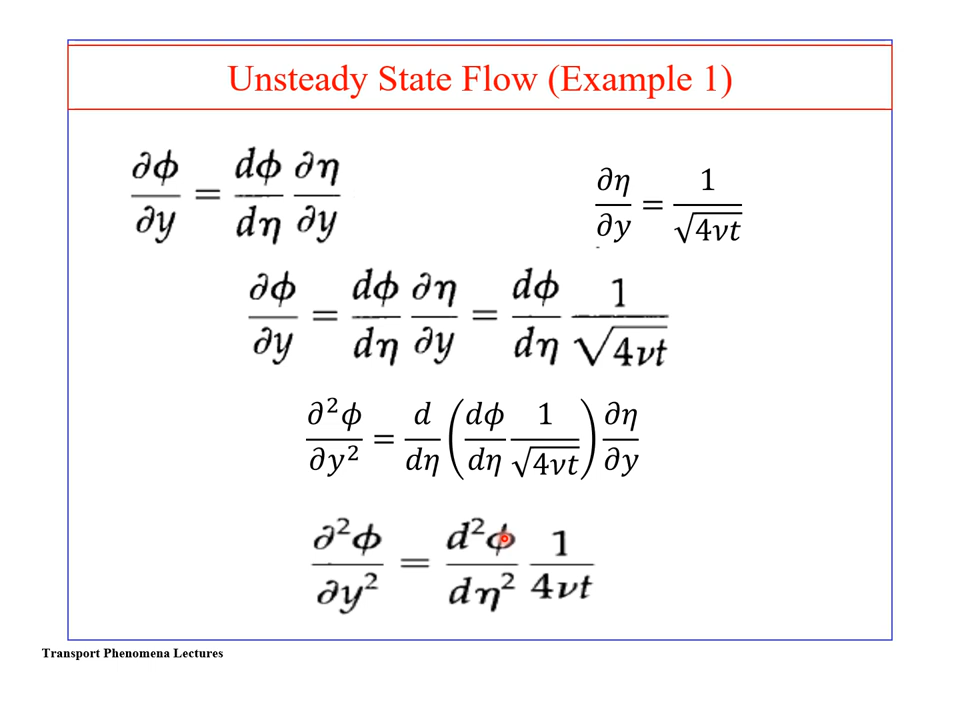 Unsteady State Flow (Example 1)
∂ϕ/∂y = dϕ/dη ∂η/∂y
∂η/∂y = 1/√4νt
∂ϕ/∂y = dϕ/dη ∂η/∂y = dϕ/dη 1/√4νt
∂²ϕ/∂y² = d/dη (dϕ/dη 1/√4νt) ∂η/∂y
∂²ϕ/∂y² = d²ϕ/dη² 1/4νt
Transport Phenomena Lectures